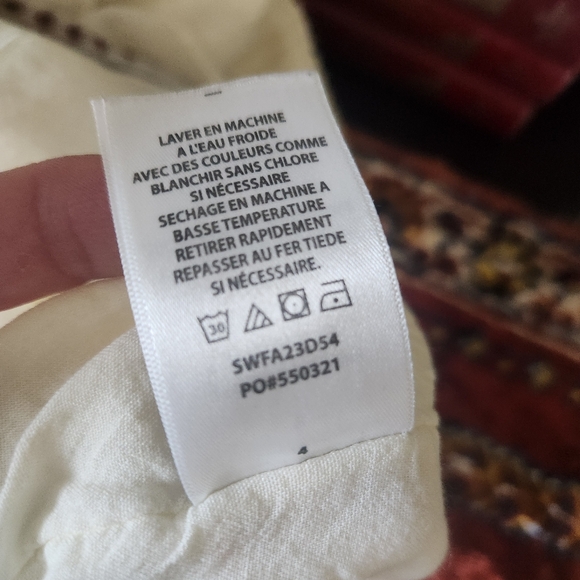 LAVER EN MACHINE
A L'EAU FROIDE
AVEC DES COULEURS COMME
BLANCHIR SANS CHLORE
SI NÉCESSAIRE
SECHAGE EN MACHINE A
BASSE TEMPERATURE
RETIRER RAPIDEMENT
REPASSER AU FER TIEDE
SI NÉCESSAIRE.
30
SWFA23D54
PO#550321
4